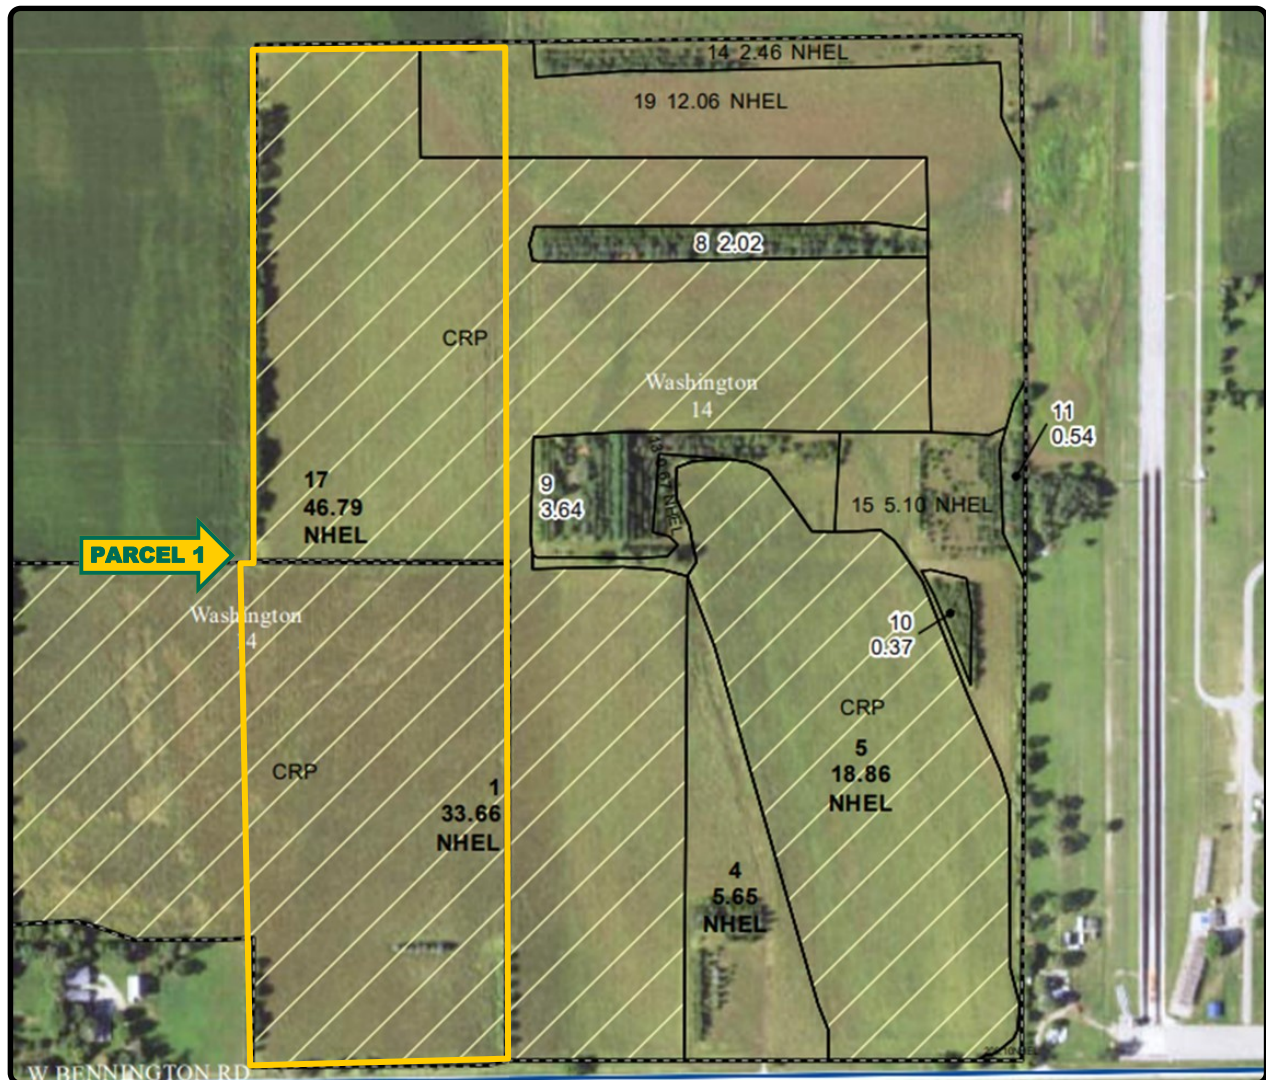 14 2.46 NHEL
19 12.06 NHEL
8 2.02
CRP
Washington
14
11
0.54
17
46.79
NHEL
9
3.64
15 5.10 NHEL
PARCEL 1
Washington
10
0.37
CRP
5
18.86
NHEL
CRP
1
33.66
NHEL
4
5.65
NHEL
W BENNINGTON RD